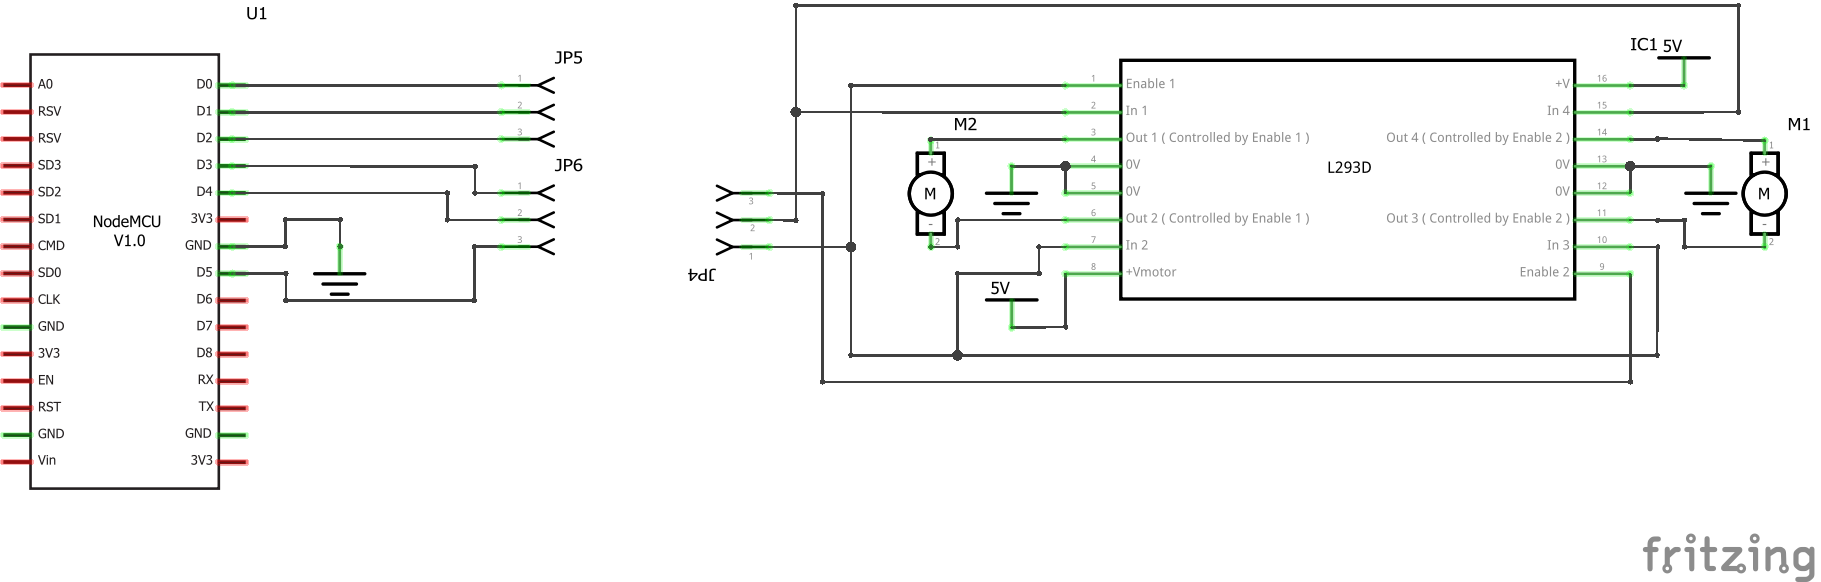 U1
A0
RSV
RSV
SD3
SD2
SD1
CMD
SD0
CLK
GND
3V3
EN
RST
GND
Vin
NodeMCU
V1.0
D0
D1
D2
D3
D4
3V3
GND
D5
D6
D7
D8
RX
TX
GND
3V3
JP5
1
2
3
JP6
1
2
3
3
2
1
JP4
M2
1
+
M
-
2
5V
1
2
3
4
5
6
7
8
Enable 1
In 1
Out 1 ( Controlled by Enable 1 )
0V
0V
Out 2 ( Controlled by Enable 1 )
In 2
+Vmotor
L293D
+V
In 4
Out 4 ( Controlled by Enable 2 )
0V
0V
Out 3 ( Controlled by Enable 2 )
In 3
Enable 2
16
15
14
13
12
11
10
9
IC1
5V
M1
1
+
M
-
2
fritzing